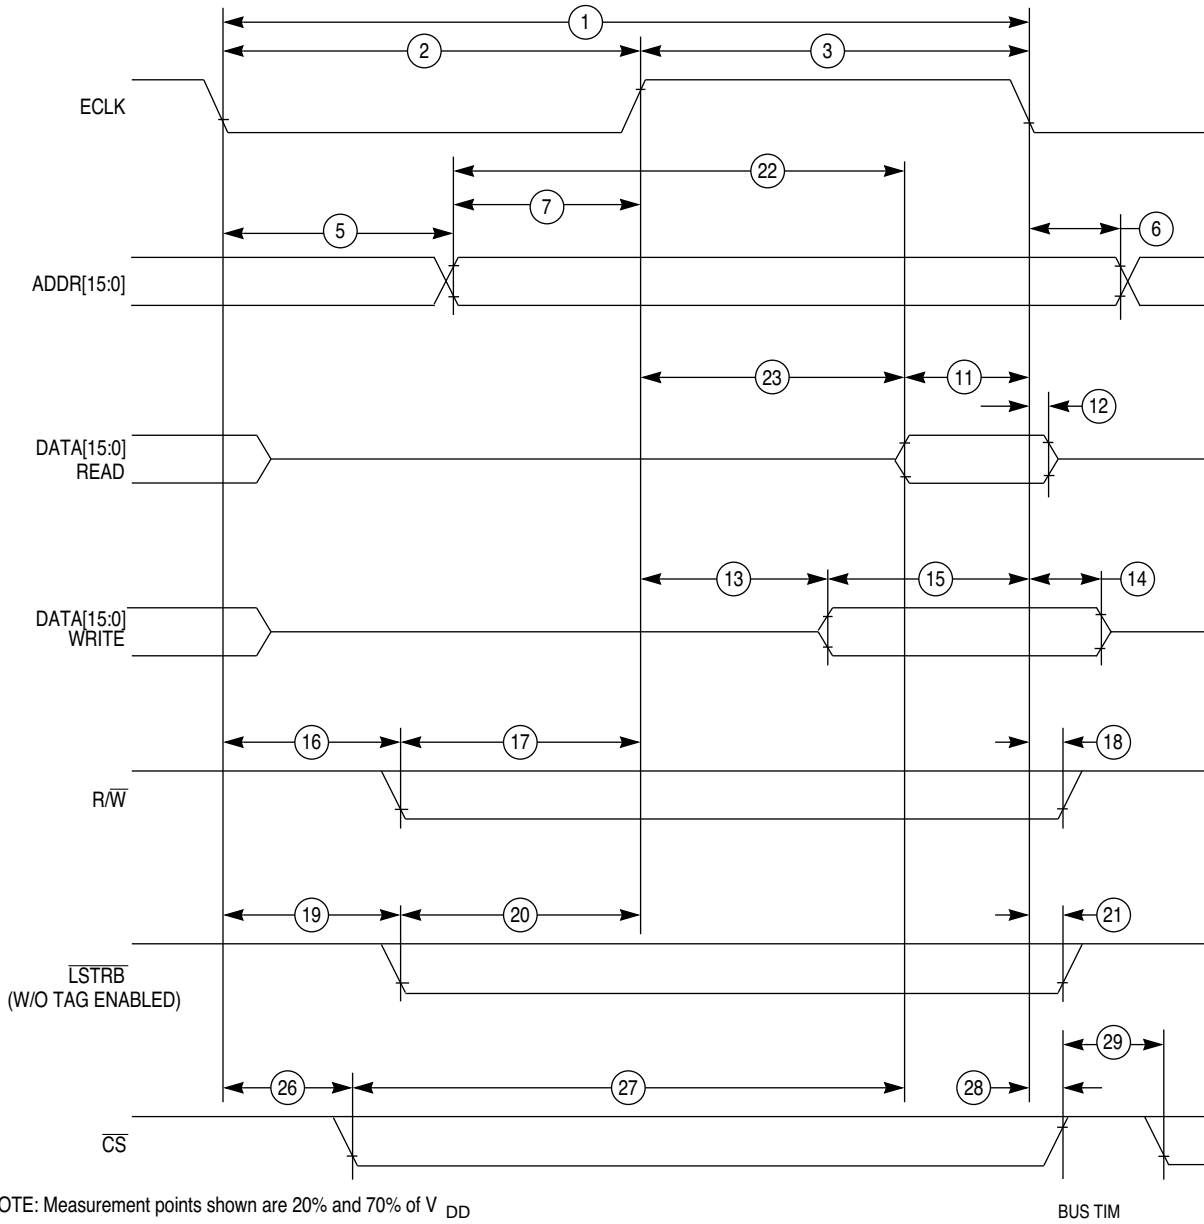 1
2
3
ECLK
22
7
5
6
ADDR[15:0]
23
11
12
DATA[15:0]
READ
13
15
14
DATA[15:0]
WRITE
16
17
18
R/W̅
19
20
21
L̅S̅T̅R̅B̅
(W/O TAG ENABLED)
29
26
27
28
C̅S̅
OTE: Measurement points shown are 20% and 70% of V DD
BUS TIM